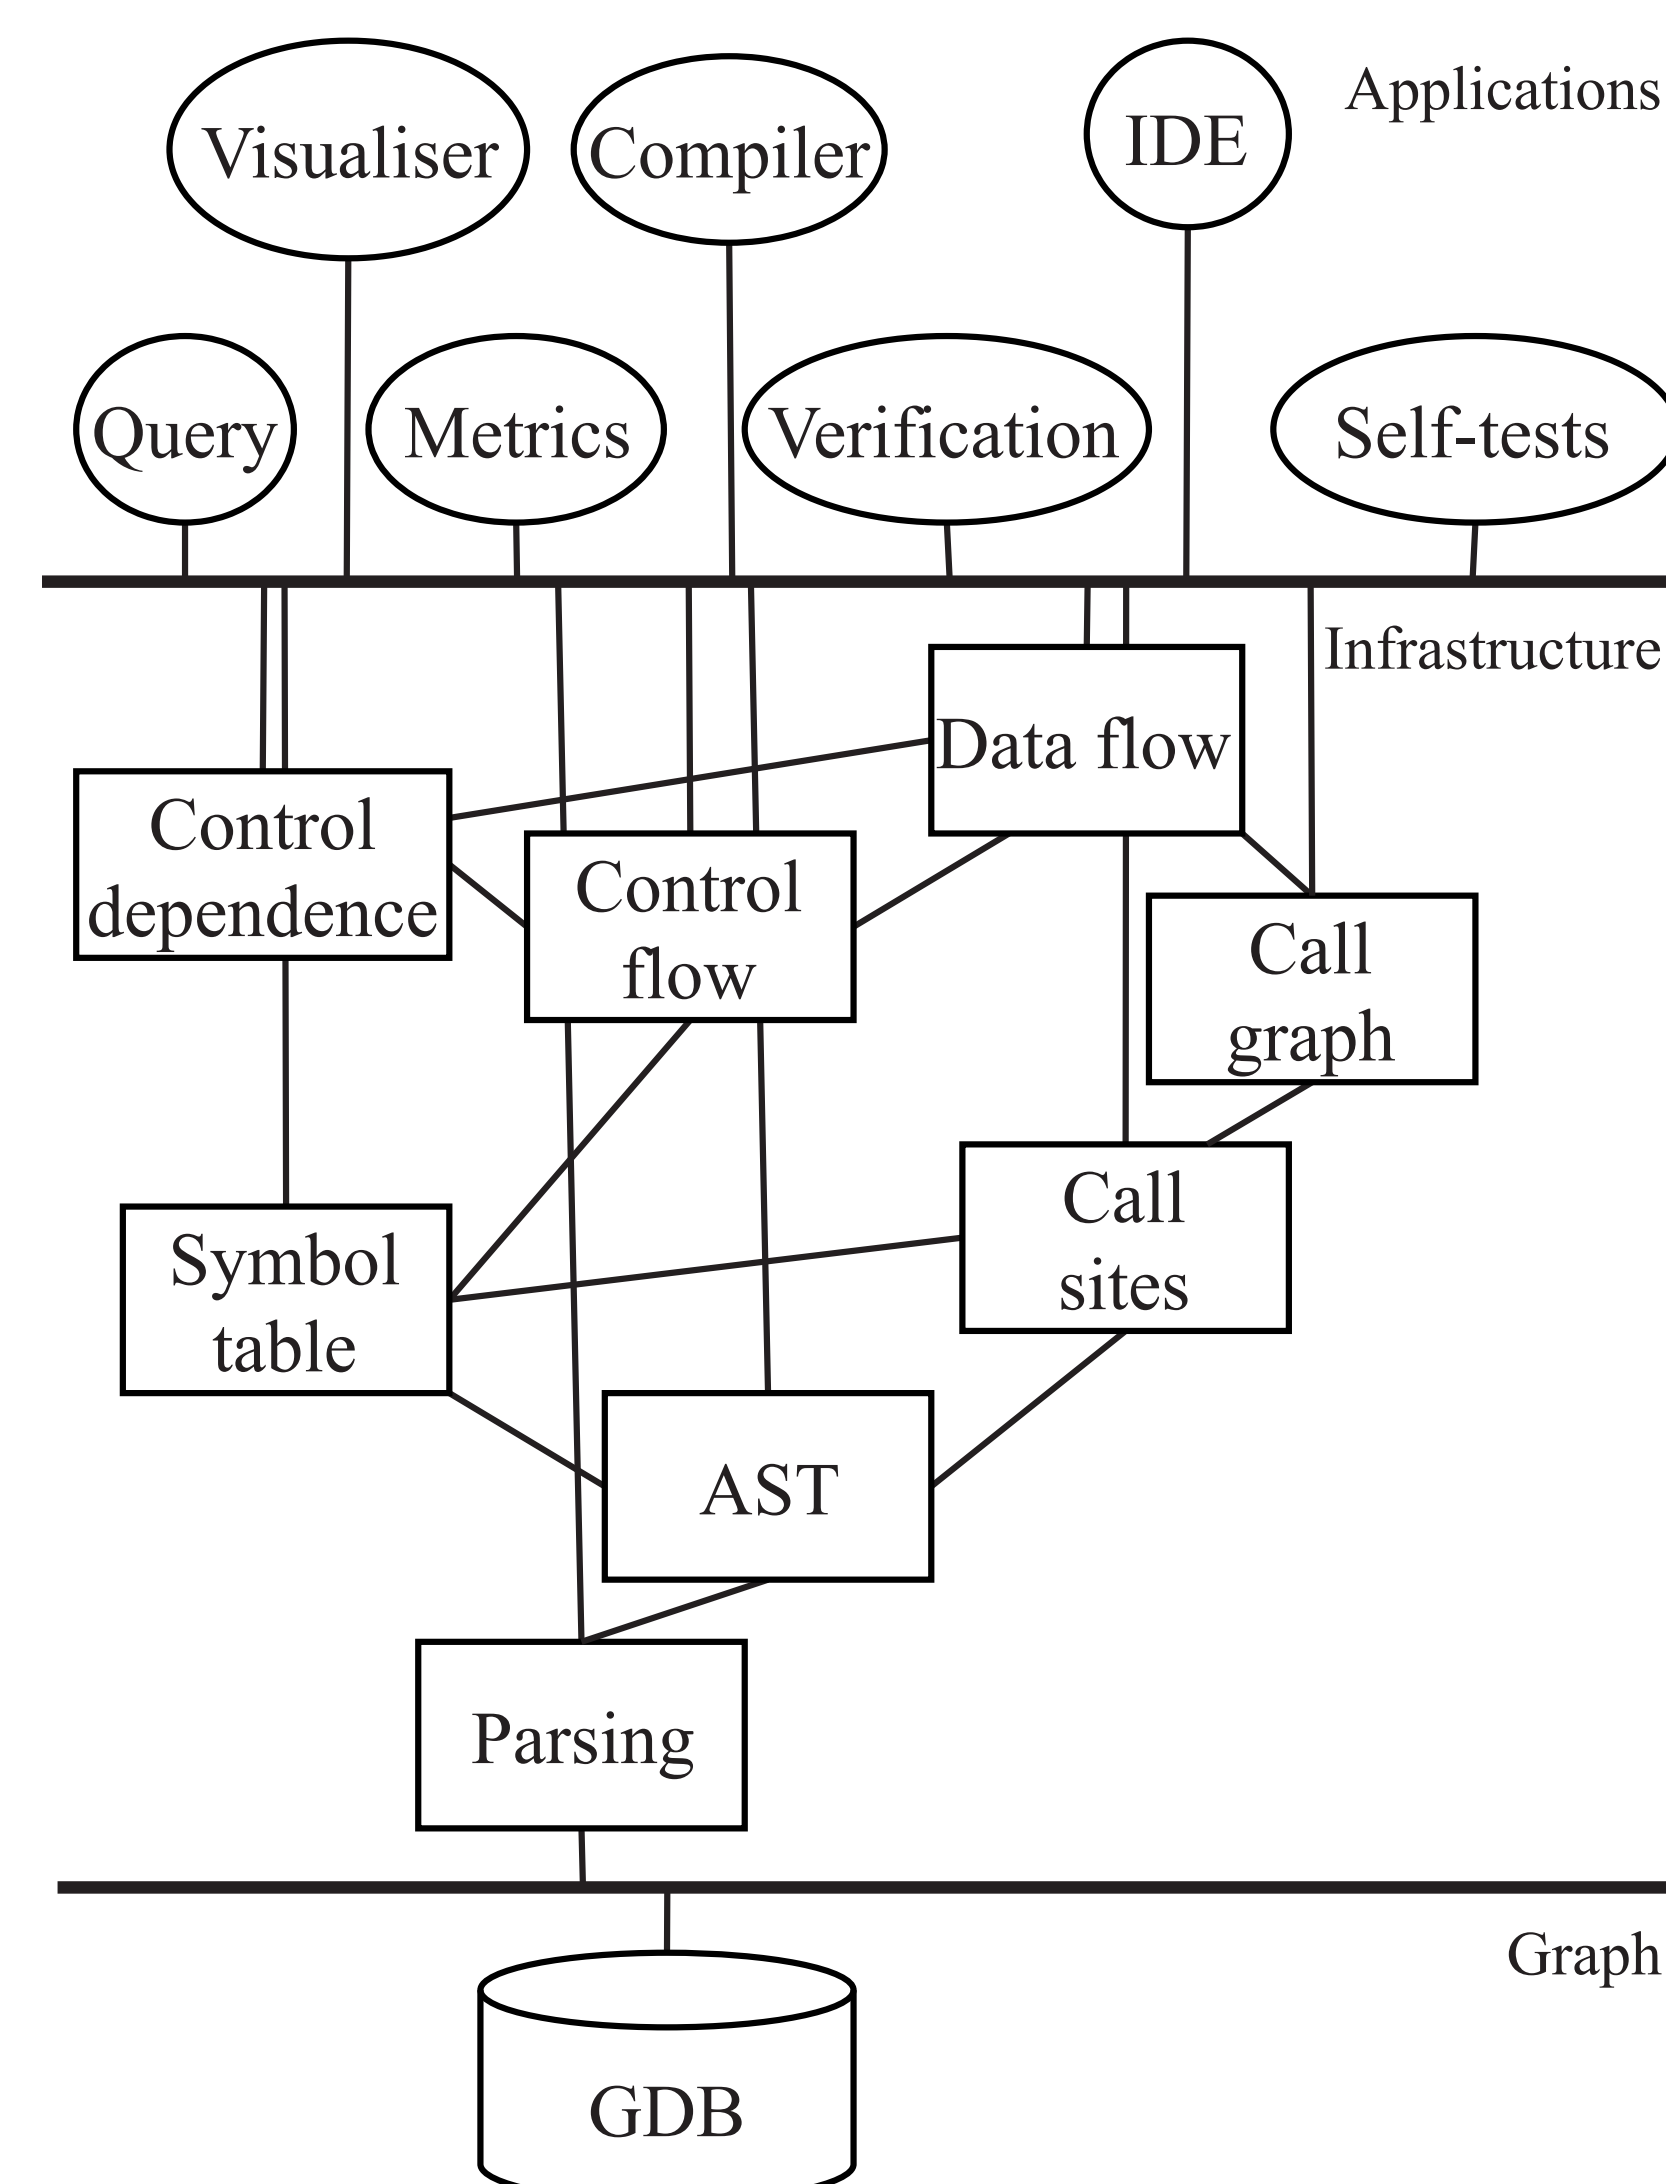 Applications
Visualiser
Compiler
IDE
Query
Metrics
Verification
Self-tests
Infrastructure
Data flow
Control
dependence
Control
flow
Call
graph
Call
sites
Symbol
table
AST
Parsing
Graph
GDB